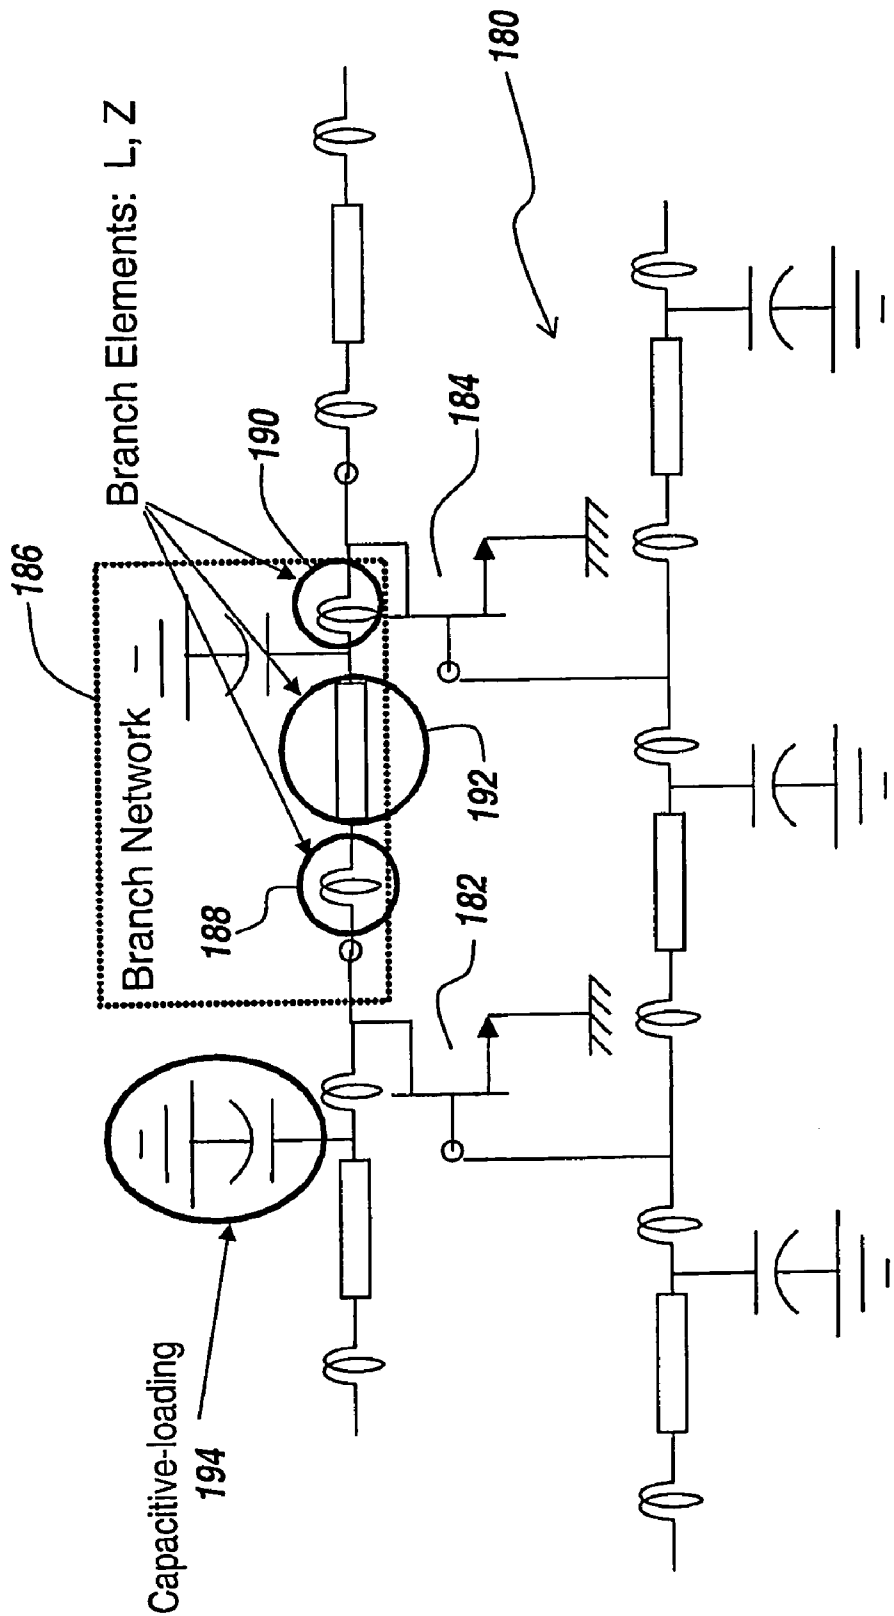 186
Branch Elements: L, Z
Branch Network
190
188
192
184
182
180
Capacitive-loading
194